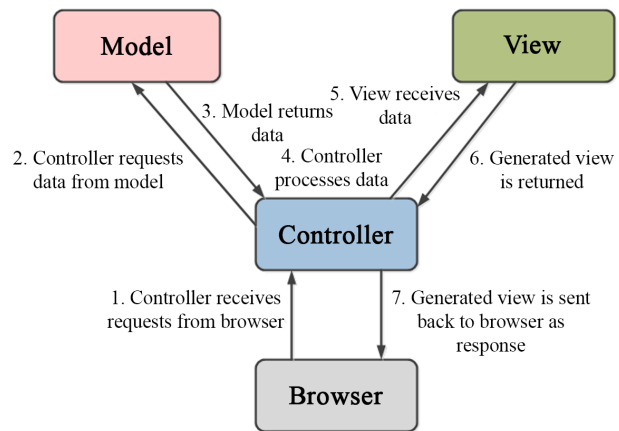 Model
View
5. View receives
data
3. Model returns
data
2. Controller requests
data from model
4. Controller
processes data
6. Generated view
is returned
Controller
1. Controller receives
requests from browser
7. Generated view is sent
back to browser as
response
Browser